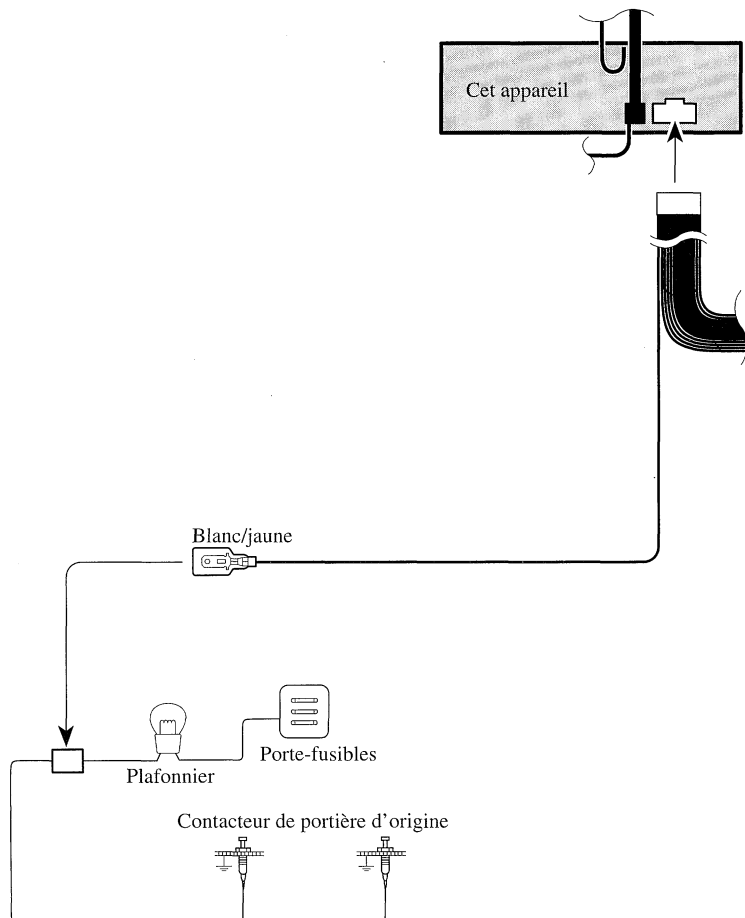 Cet appareil
Blanc/jaune
Porte-fusibles
Plafonnier
Contacteur de portière d'origine